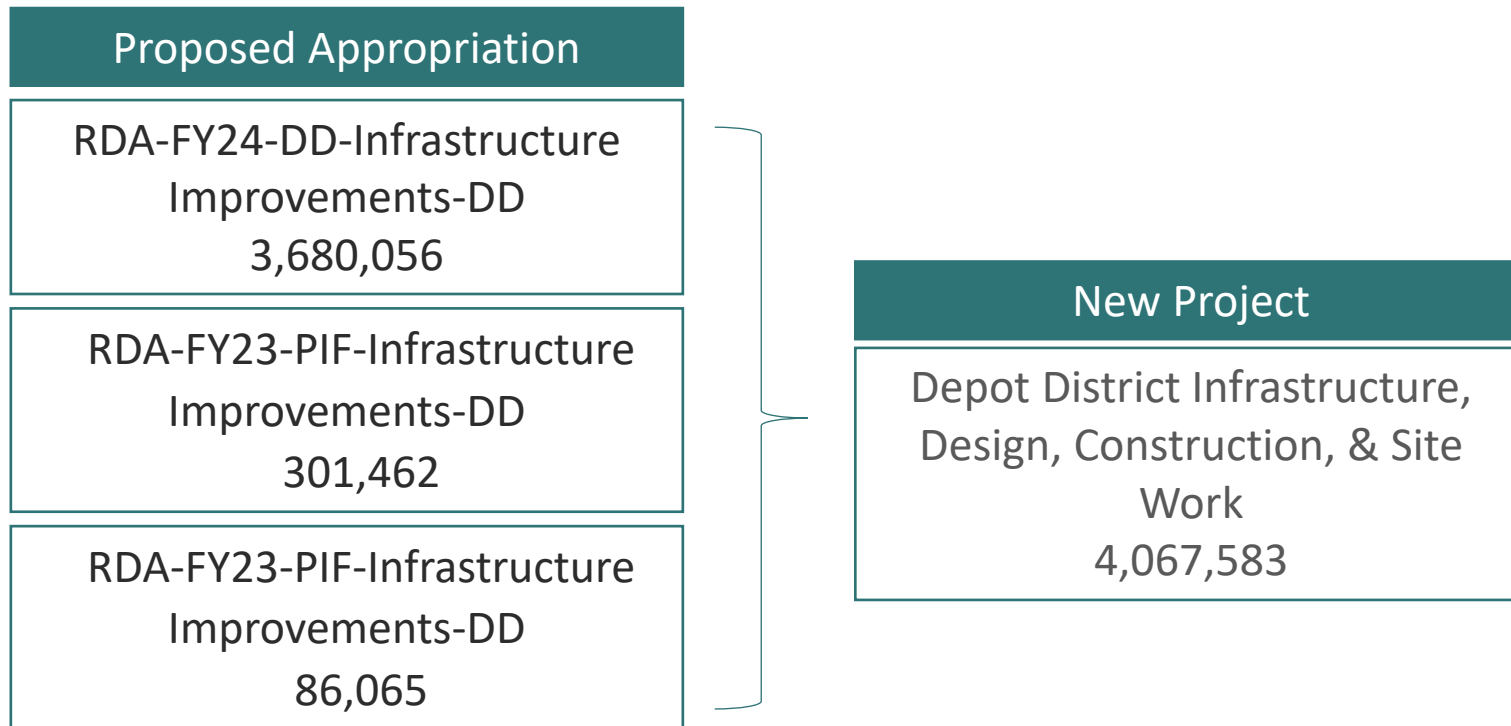 Proposed Appropriation
RDA-FY24-DD-Infrastructure
Improvements-DD
3,680,056
RDA-FY23-PIF-Infrastructure
Improvements-DD
301,462
RDA-FY23-PIF-Infrastructure
Improvements-DD
86,065
New Project
Depot District Infrastructure,
Design, Construction, & Site
Work
4,067,583